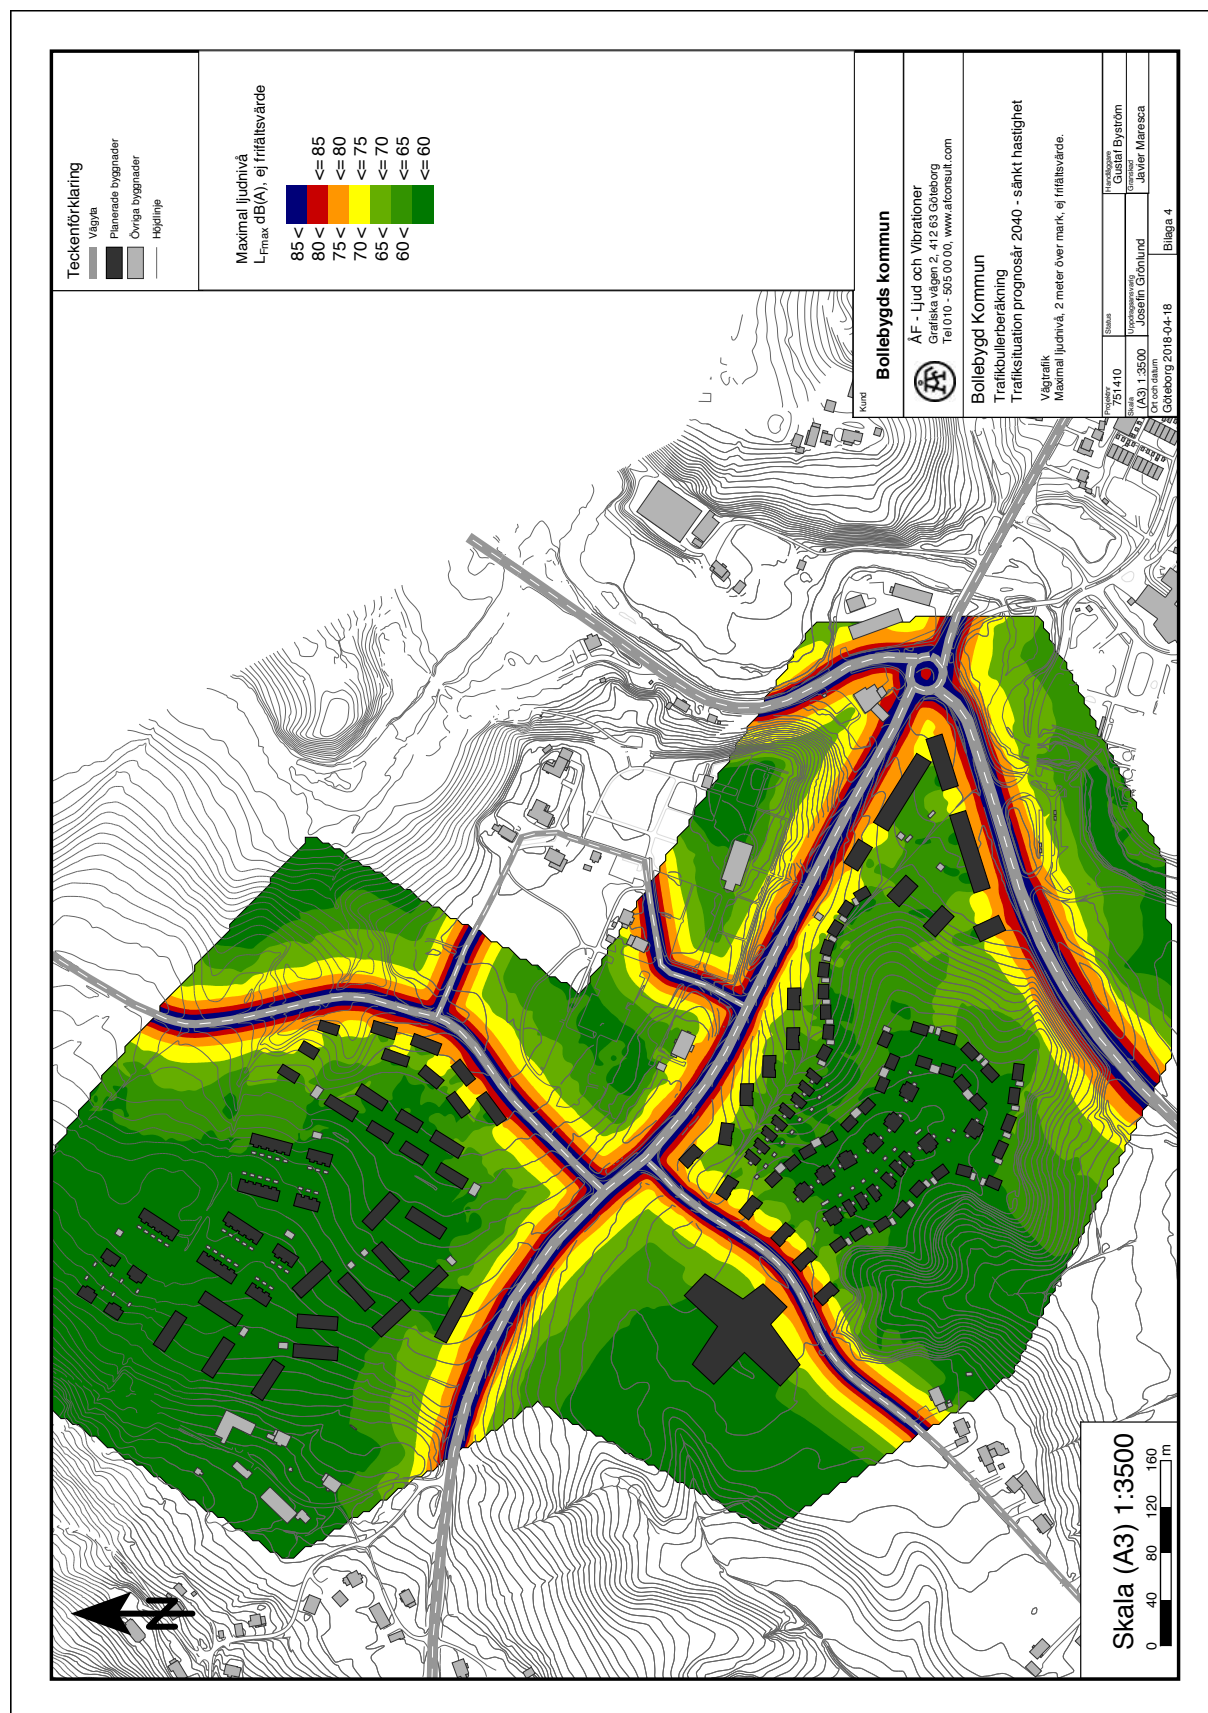 Teckenförklaring
Vägyta
Planerade byggnader
Övriga byggnader
Höjdlinje
Maximal ljudnivå
LFmax dB(A), ej frifältsvärde
85 <
80 < <= 85
75 < <= 80
70 < <= 75
65 < <= 70
60 < <= 65
<= 60
Kund
Bollebygds kommun
ÅF - Ljud och Vibrationer
Grafiska vägen 2, 412 63 Göteborg
Tel 010 - 505 00 00, www.afconsult.com
ÅF
Bollebygd Kommun
Trafikbullerberäkning
Trafiksituation prognosår 2040 - sänkt hastighet
Vägtrafik
Maximal ljudnivå, 2 meter över mark, ej frifältsvärde.
Projektnr
751410
Status
Handläggare
Gustaf Byström
Skala
(A3) 1:3500
Uppdragsansvarig
Josefin Grönlund
Granskad
Javier Maresca
Ort och datum
Göteborg 2018-04-18
Bilaga 4
N
Skala (A3) 1:3500
0 40 80 120 160
m